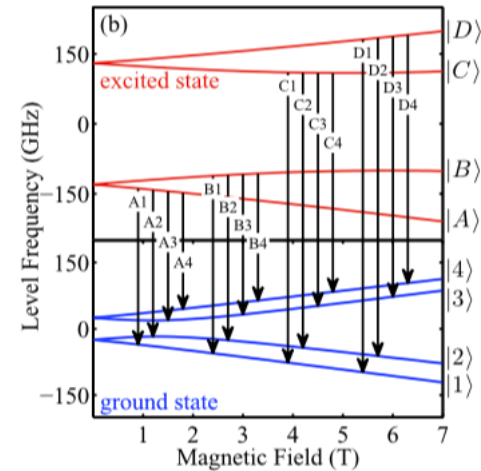 (b)
|D⟩
150
D1
|C⟩
excited state
D2
C1
D3
C2
D4
0
C3
C4
Level Frequency (GHz)
|B⟩
−150
B1
A1
B2
|A⟩
A2
B3
A3
B4
A4
150
|4⟩
|3⟩
0
|2⟩
−150
ground state
|1⟩
1 2 3 4 5 6 7
Magnetic Field (T)